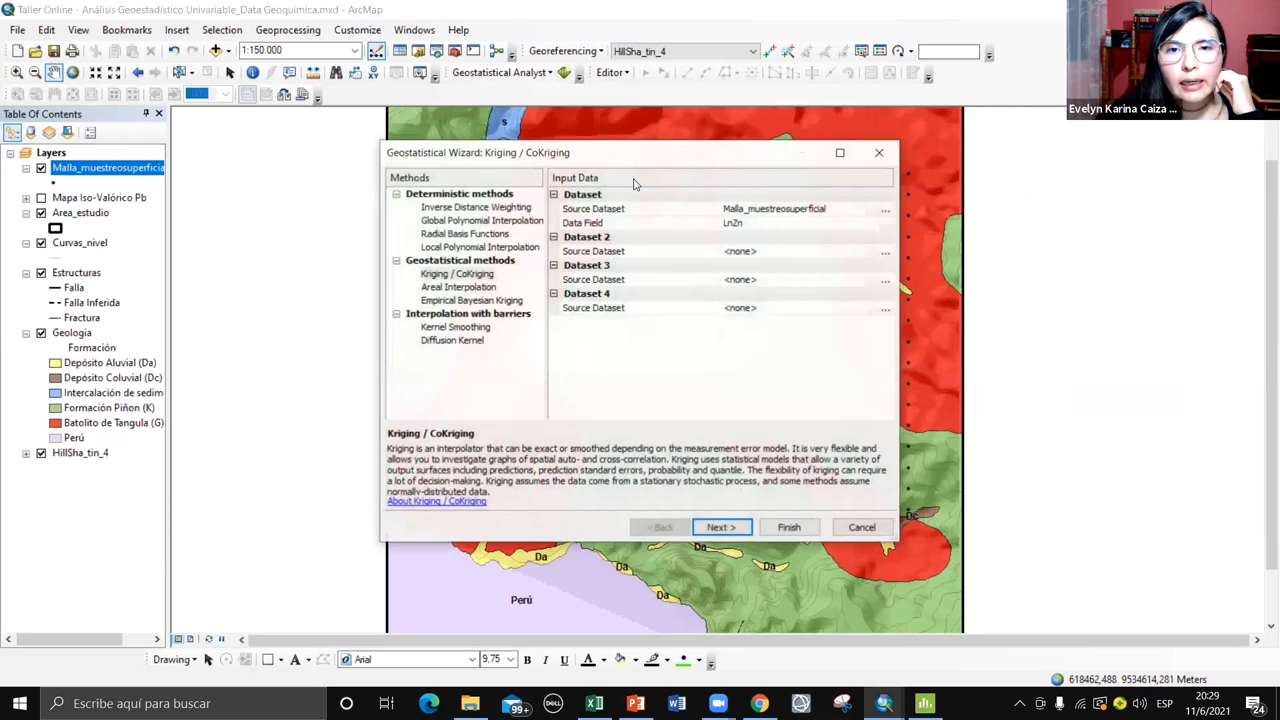 Taller Online - Análisis Geoestadístico Univariable_Data Geoquímica.mxd - ArcMap
File Edit View Bookmarks Insert Selection Geoprocessing Customize Windows Help
1:150.000
Georeferencing
HillSha_tin_4
Geostatistical Analyst
Editor
Evelyn Karina Caiza ...
Table Of Contents
Layers
Malla_muestreosuperficia
Mapa Iso-Valórico Pb
Area_estudio
Curvas_nivel
Estructuras
Falla
Falla Inferida
Fractura
Geologia
Formación
Depósito Aluvial (Da)
Depósito Coluvial (Dc)
Intercalación de sedim
Formación Piñon (K)
Batolito de Tangula (G)
Perú
HillSha_tin_4
s
Geostatistical Wizard: Kriging / CoKriging
Methods
Deterministic methods
Inverse Distance Weighting
Global Polynomial Interpolation
Radial Basis Functions
Local Polynomial Interpolation
Geostatistical methods
Kriging / CoKriging
Areal Interpolation
Empirical Bayesian Kriging
Interpolation with barriers
Kernel Smoothing
Diffusion Kernel
Input Data
Dataset
Source Dataset Malla_muestreosuperficial ...
Data Field LnZn
Dataset 2
Source Dataset <none> ...
Dataset 3
Source Dataset <none> ...
Dataset 4
Source Dataset <none> ...
Kriging / CoKriging
Kriging is an interpolator that can be exact or smoothed depending on the measurement error model. It is very flexible and
allows you to investigate graphs of spatial auto- and cross-correlation. Kriging uses statistical models that allow a variety of
output surfaces including predictions, prediction standard errors, probability and quantile. The flexibility of kriging can require
a lot of decision-making. Kriging assumes the data come from a stationary stochastic process, and some methods assume
normally-distributed data.
About Kriging / CoKriging
< Back Next > Finish Cancel
Dc
Da
Da
Da
Da
Da
Perú
Drawing
Arial
9.75
B I U A
618462,488 9534614,281 Meters
Escribe aquí para buscar
99+
DELL
ESP
20:29
11/6/2021
24